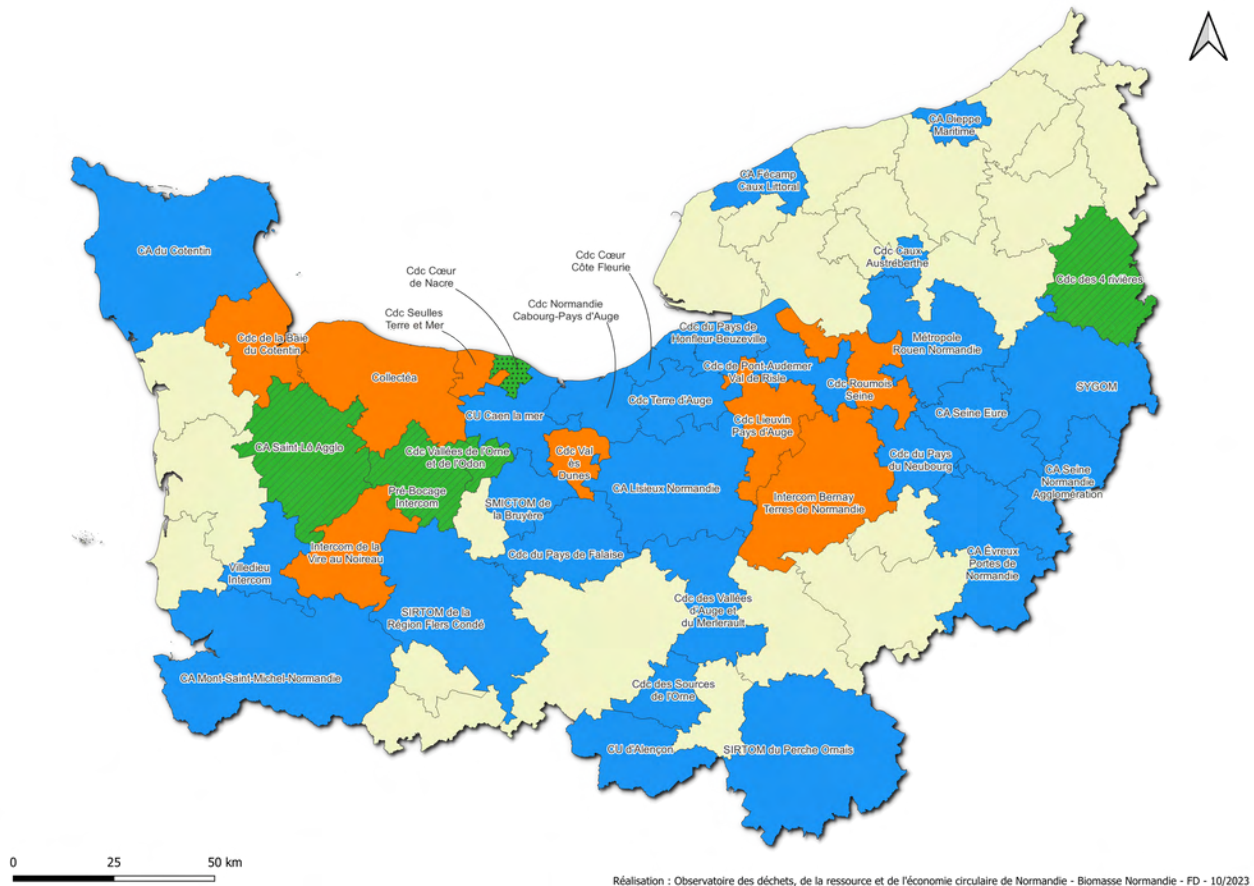 CA Dieppe
Maritime
CA Fécamp
Caux Littoral
CA du Cotentin
Cdc Cœur
Côte Fleurie
Cdc Caux
Austreberthe
Cdc Cœur
de Nacre
Cdc des 4 rivières
Cdc Normandie
Cabourg-Pays d'Auge
Cdc Seulles
Terre et Mer
Cdc du Pays de
Honfleur Beuzeville
Cdc de la Baie
du Cotentin
Métropole
Rouen Normandie
Cdc de Pont-Audemer
Val de Risle
Collectéa
Cdc Roumois
Seine
SYGOM
Cdc Terre d'Auge
CU Caen la mer
CA Seine Eure
Cdc Lieuvin
Pays d'Auge
CA Saint-Lô Agglo
Cdc Vallées de l'Orne
et de l'Odon
Cdc Val
ès
Dunes
Cdc du Pays
du Neubourg
CA Seine
Normandie
Agglomération
Pré-Bocage
Intercom
CA Lisieux Normandie
Intercom Bernay
Terres de Normandie
SMICTOM de
la Bruyère
Intercom de la
Vire au Noireau
Cdc du Pays de Falaise
CA Évreux
Portes de
Normandie
Villedieu
Intercom
Cdc des Vallées
d'Auge et
du Merlerault
SIRTOM de la
Région Flers Condé
CA Mont-Saint-Michel-Normandie
Cdc des Sources
de l'Orne
CU d'Alençon
SIRTOM du Perche Ornais
0 25 50 km
Réalisation : Observatoire des déchets, de la ressource et de l'économie circulaire de Normandie - Biomasse Normandie - FD - 10/2023